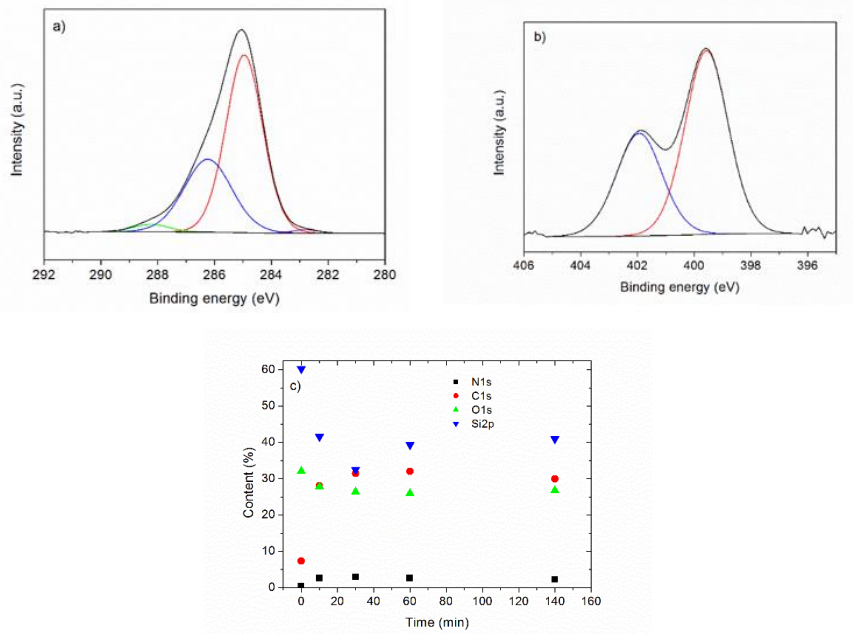 a)
Intensity (a.u.)
292 290 288 286 284 282 280
Binding energy (eV)
b)
Intensity (a.u.)
406 404 402 400 398 396
Binding energy (eV)
c)
N1s
C1s
O1s
Si2p
Content (%)
60
50
40
30
20
10
0
0 20 40 60 80 100 120 140 160
Time (min)